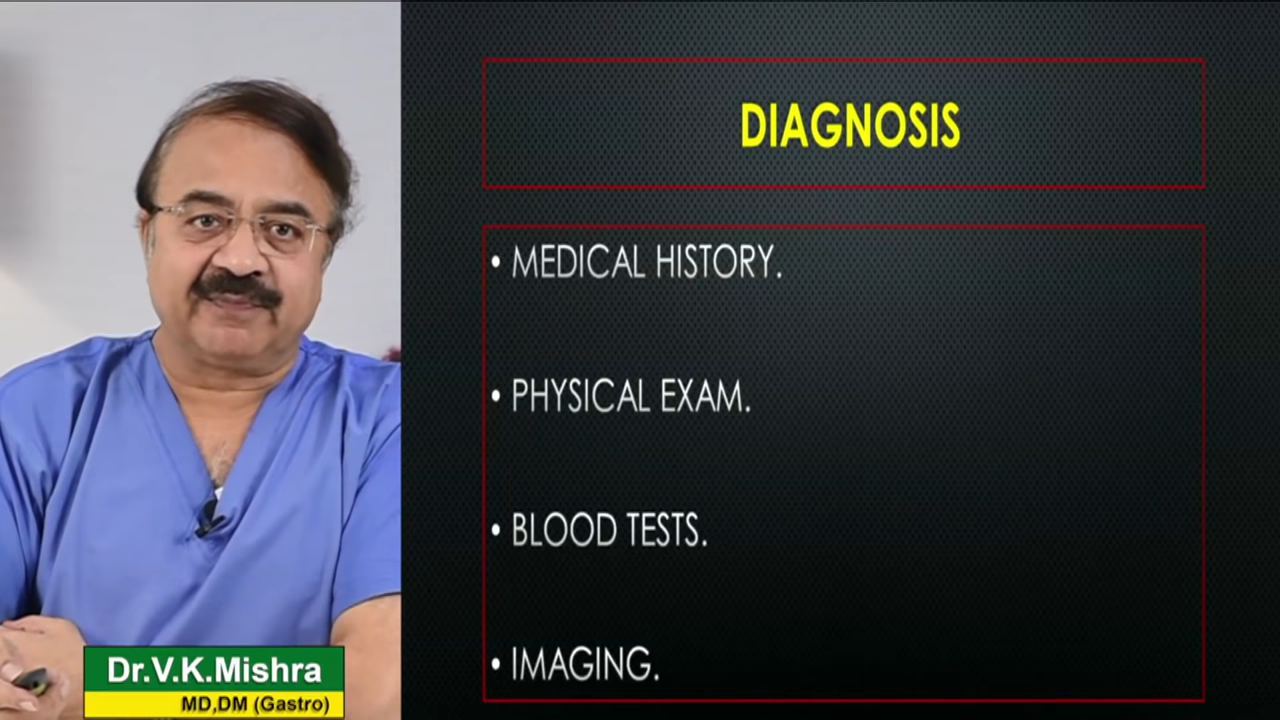 DIAGNOSIS
• MEDICAL HISTORY.
• PHYSICAL EXAM.
• BLOOD TESTS.
• IMAGING.
Dr.V.K.Mishra
MD,DM (Gastro)